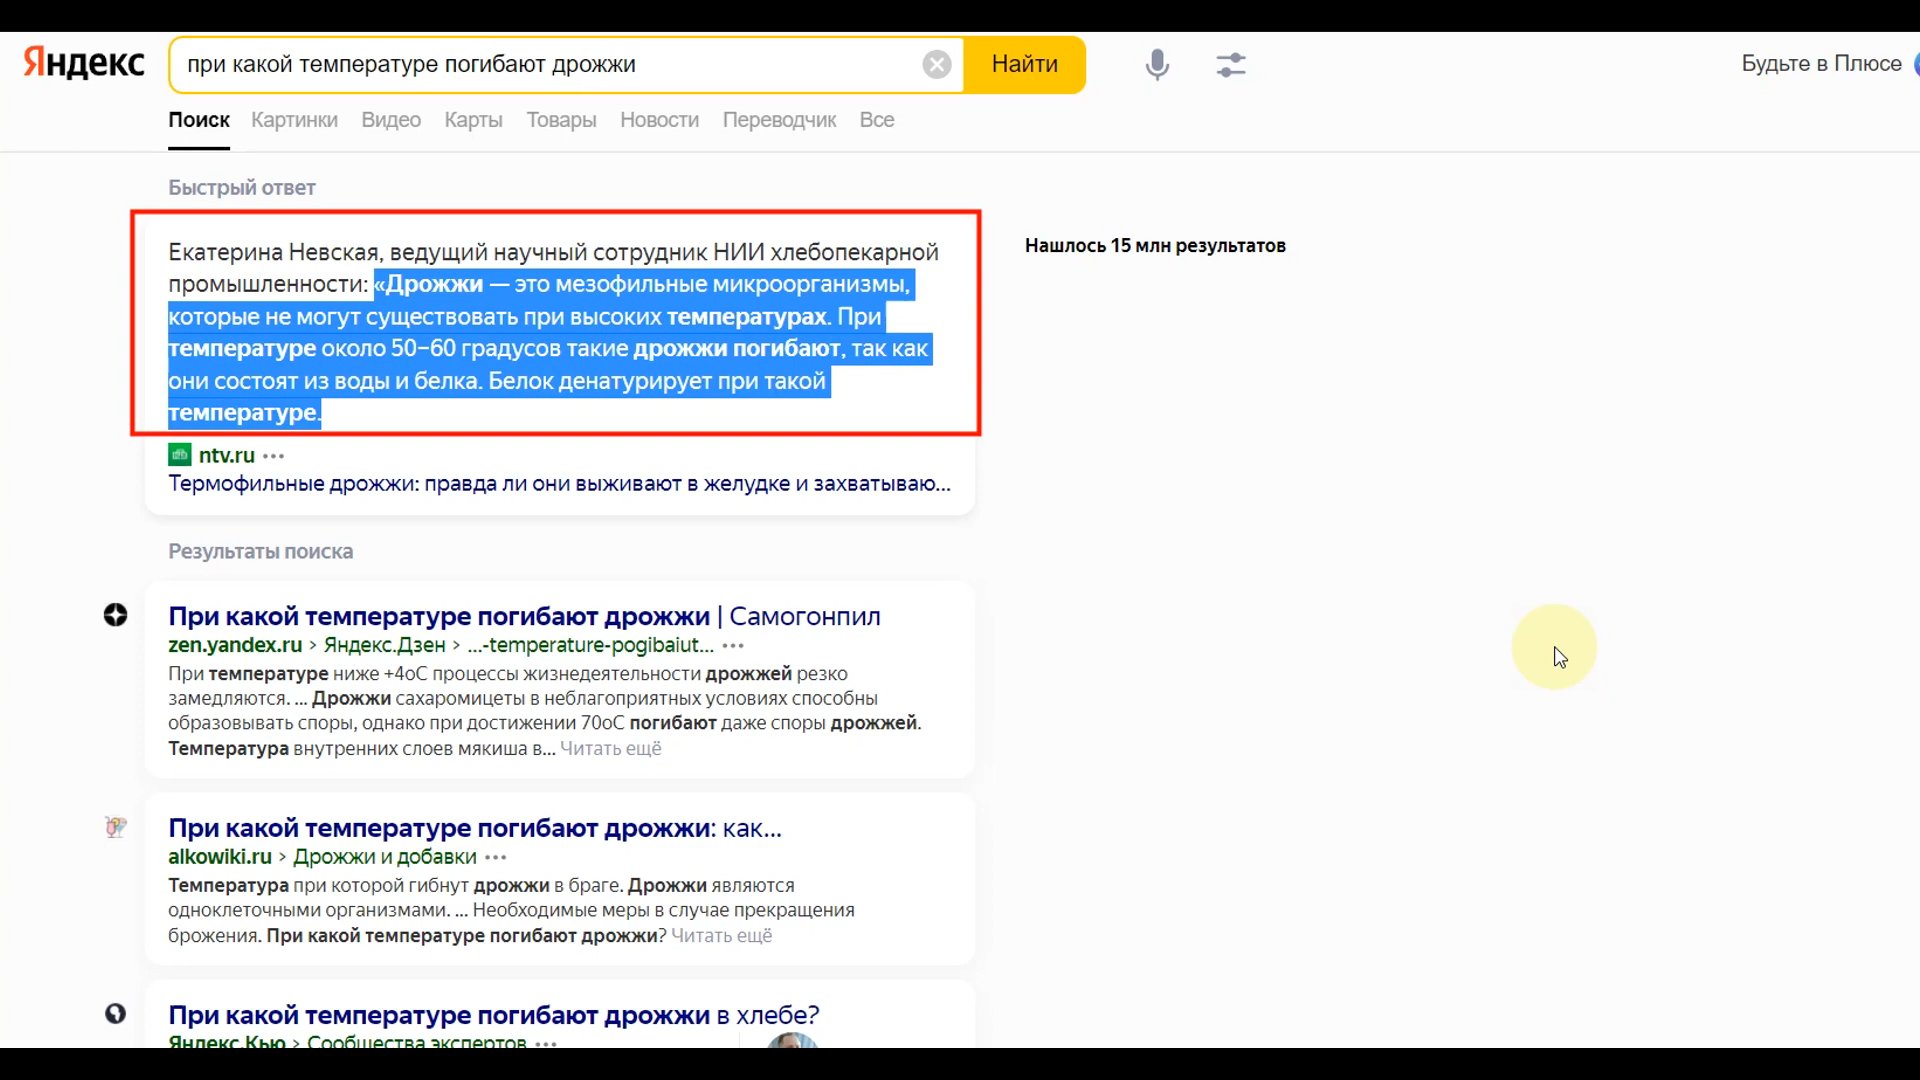 Яндекс
при какой температуре погибают дрожжи
Найти
Будьте в Плюсе
Поиск Картинки Видео Карты Товары Новости Переводчик Все
Быстрый ответ
Екатерина Невская, ведущий научный сотрудник НИИ хлебопекарной
промышленности: «Дрожжи — это мезофильные микроорганизмы,
которые не могут существовать при высоких температурах. При
температуре около 50–60 градусов такие дрожжи погибают, так как
они состоят из воды и белка. Белок денатурирует при такой
температуре.
ntv.ru
Термофильные дрожжи: правда ли они выживают в желудке и захватываю...
Нашлось 15 млн результатов
Результаты поиска
При какой температуре погибают дрожжи | Самогонпил
zen.yandex.ru › Яндекс.Дзен › ...-temperature-pogibaiut...
При температуре ниже +4оС процессы жизнедеятельности дрожжей резко
замедляются. ... Дрожжи сахаромицеты в неблагоприятных условиях способны
образовывать споры, однако при достижении 70оС погибают даже споры дрожжей.
Температура внутренних слоев мякиша в... Читать ещё
При какой температуре погибают дрожжи: как...
alkowiki.ru › Дрожжи и добавки
Температура при которой гибнут дрожжи в браге. Дрожжи являются
одноклеточными организмами. ... Необходимые меры в случае прекращения
брожения. При какой температуре погибают дрожжи? Читать ещё
При какой температуре погибают дрожжи в хлебе?
Яндекс.Кью › Сообщества экспертов